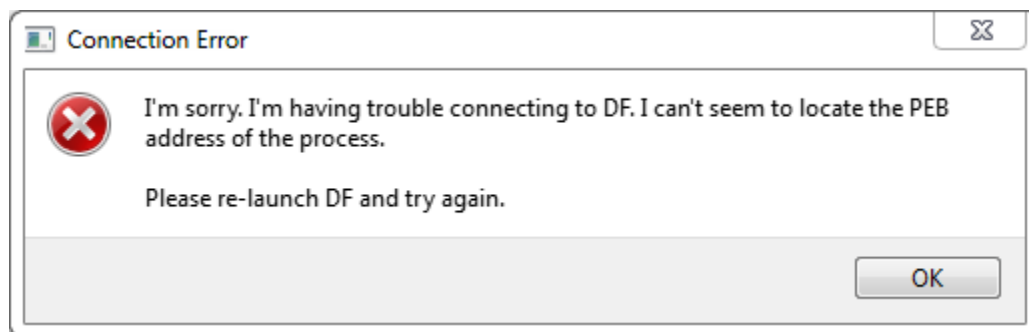 Connection Error
I'm sorry. I'm having trouble connecting to DF. I can't seem to locate the PEB
address of the process.
Please re-launch DF and try again.
OK